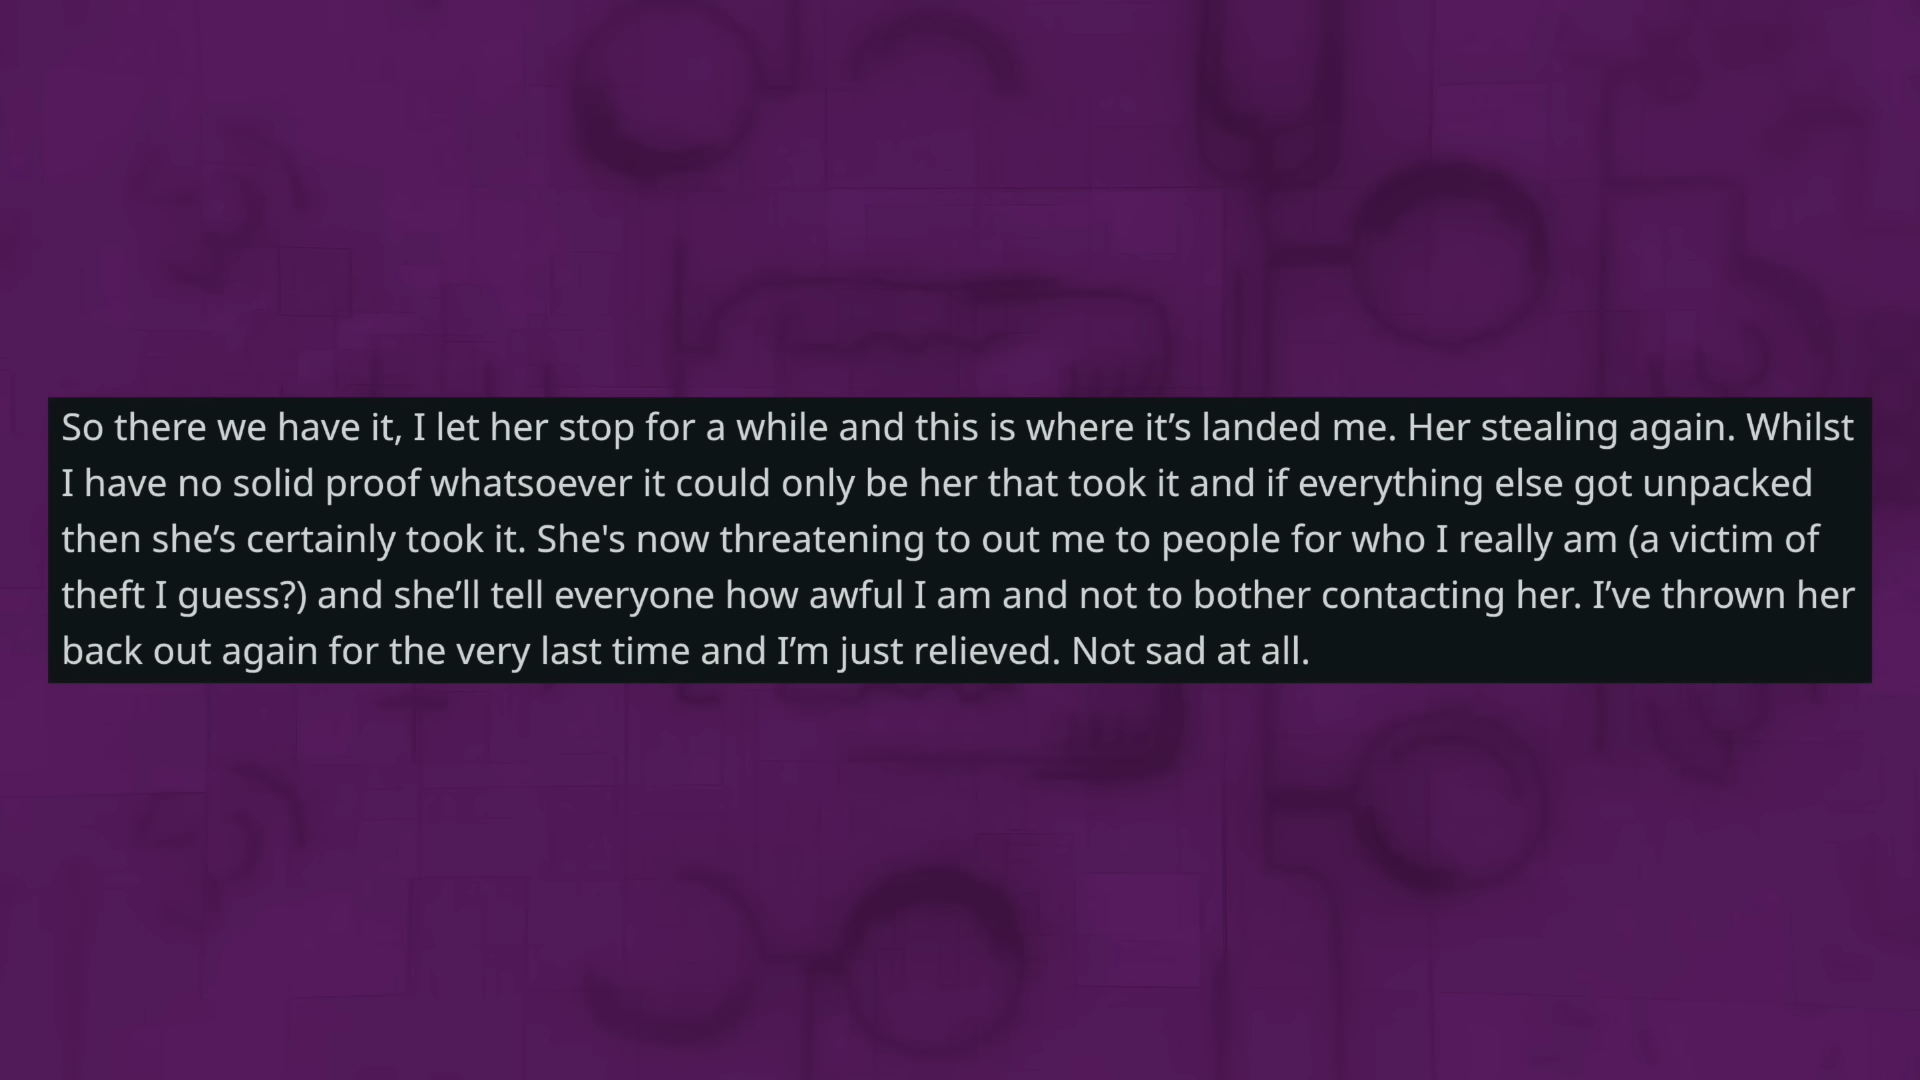 So there we have it, I let her stop for a while and this is where it’s landed me. Her stealing again. Whilst
I have no solid proof whatsoever it could only be her that took it and if everything else got unpacked
then she’s certainly took it. She's now threatening to out me to people for who I really am (a victim of
theft I guess?) and she’ll tell everyone how awful I am and not to bother contacting her. I’ve thrown her
back out again for the very last time and I’m just relieved. Not sad at all.